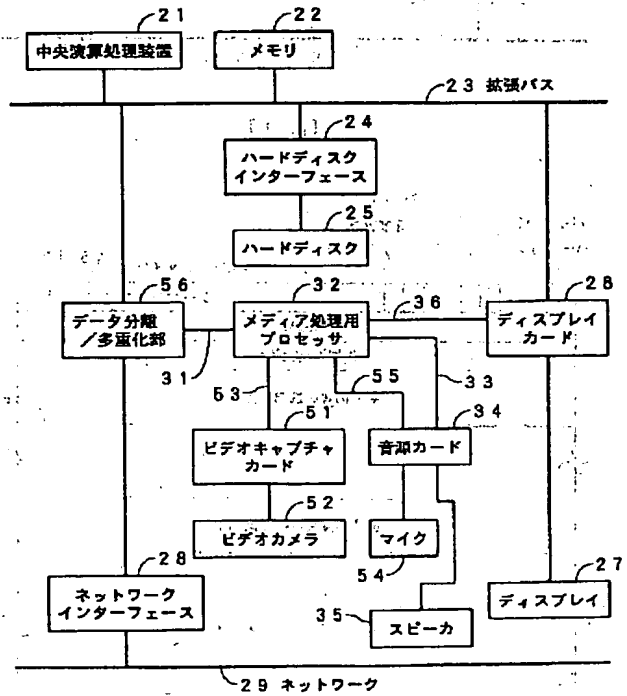 21
中央演算処理装置
22
メモリ
23 拡張バス
24
ハードディスク
インターフェース
25
ハードディスク
56
データ分離
/多重化部
31
32
メディア処理用
プロセッサ
36
28
ディスプレイ
カード
53
55
33
51
ビデオキャプチャ
カード
34
音源カード
52
ビデオカメラ
マイク
54
28
ネットワーク
インターフェース
35
スピーカ
27
ディスプレイ
29 ネットワーク